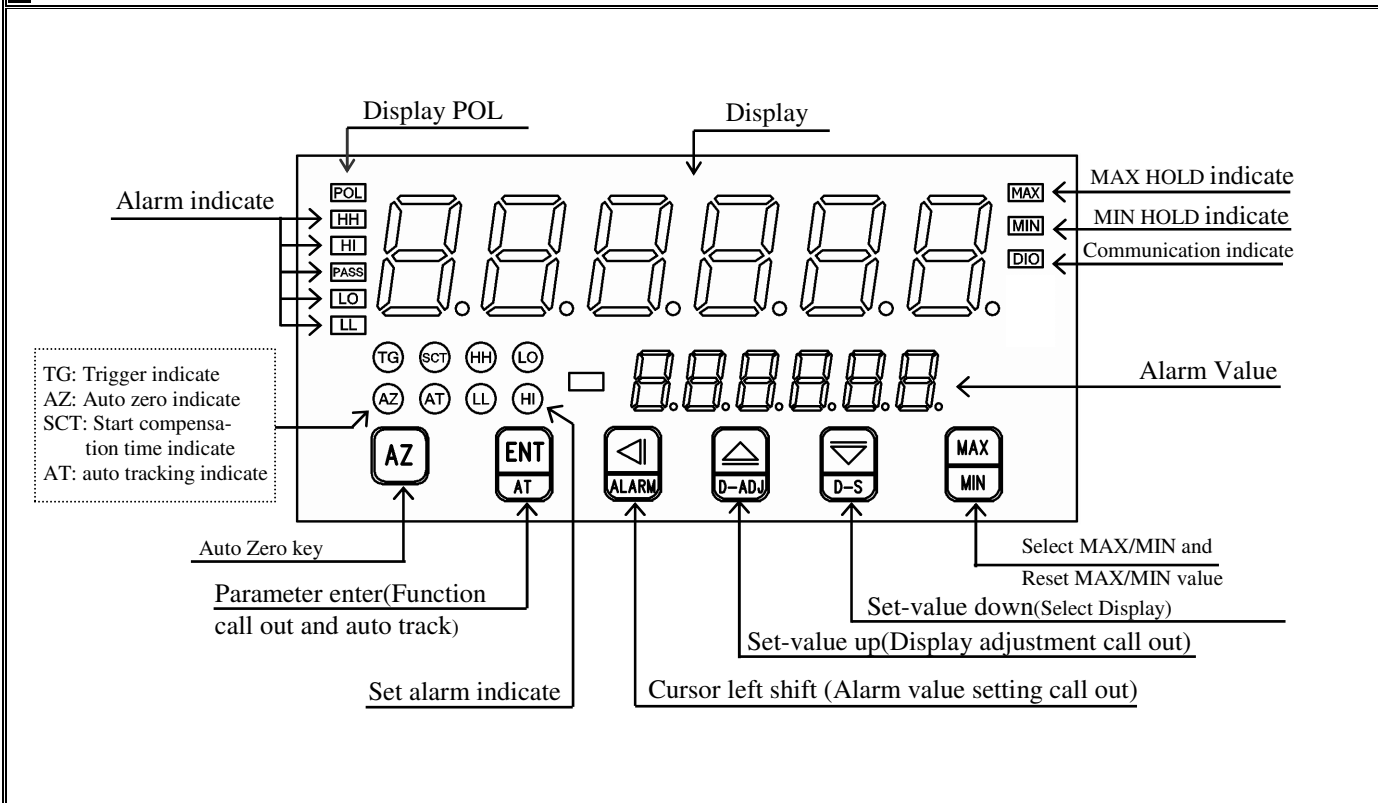 Display POL
Display
Alarm indicate
POL
HH
HI
PASS
LO
LL
MAX
MIN
DIO
MAX HOLD indicate
MIN HOLD indicate
Communication indicate
TG: Trigger indicate
AZ: Auto zero indicate
SCT: Start compensa-
tion time indicate
AT: auto tracking indicate
TG SCT HH LO
AZ AT LL HI
Alarm Value
AZ
ENT
AT
ALARM
D-ADJ
D-S
MAX
MIN
Auto Zero key
Parameter enter(Function
call out and auto track)
Set alarm indicate
Select MAX/MIN and
Reset MAX/MIN value
Set-value down(Select Display)
Set-value up(Display adjustment call out)
Cursor left shift (Alarm value setting call out)